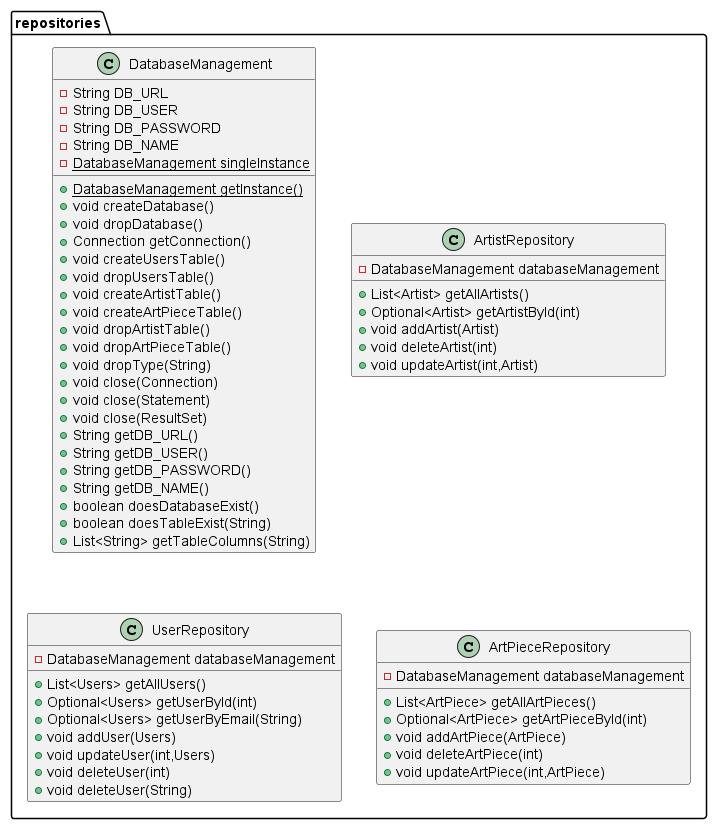 repositories
C DatabaseManagement
String DB_URL
String DB_USER
String DB_PASSWORD
String DB_NAME
DatabaseManagement singleInstance
DatabaseManagement getInstance()
void createDatabase()
void dropDatabase()
Connection getConnection()
void createUsersTable()
void dropUsersTable()
void createArtistTable()
void createArtPieceTable()
void dropArtistTable()
void dropArtPieceTable()
void dropType(String)
void close(Connection)
void close(Statement)
void close(ResultSet)
String getDB_URL()
String getDB_USER()
String getDB_PASSWORD()
String getDB_NAME()
boolean doesDatabaseExist()
boolean doesTableExist(String)
List<String> getTableColumns(String)
C ArtistRepository
DatabaseManagement databaseManagement
List<Artist> getAllArtists()
Optional<Artist> getArtistById(int)
void addArtist(Artist)
void deleteArtist(int)
void updateArtist(int,Artist)
C UserRepository
DatabaseManagement databaseManagement
List<Users> getAllUsers()
Optional<Users> getUserById(int)
Optional<Users> getUserByEmail(String)
void addUser(Users)
void updateUser(int,Users)
void deleteUser(int)
void deleteUser(String)
C ArtPieceRepository
DatabaseManagement databaseManagement
List<ArtPiece> getAllArtPieces()
Optional<ArtPiece> getArtPieceById(int)
void addArtPiece(ArtPiece)
void deleteArtPiece(int)
void updateArtPiece(int,ArtPiece)